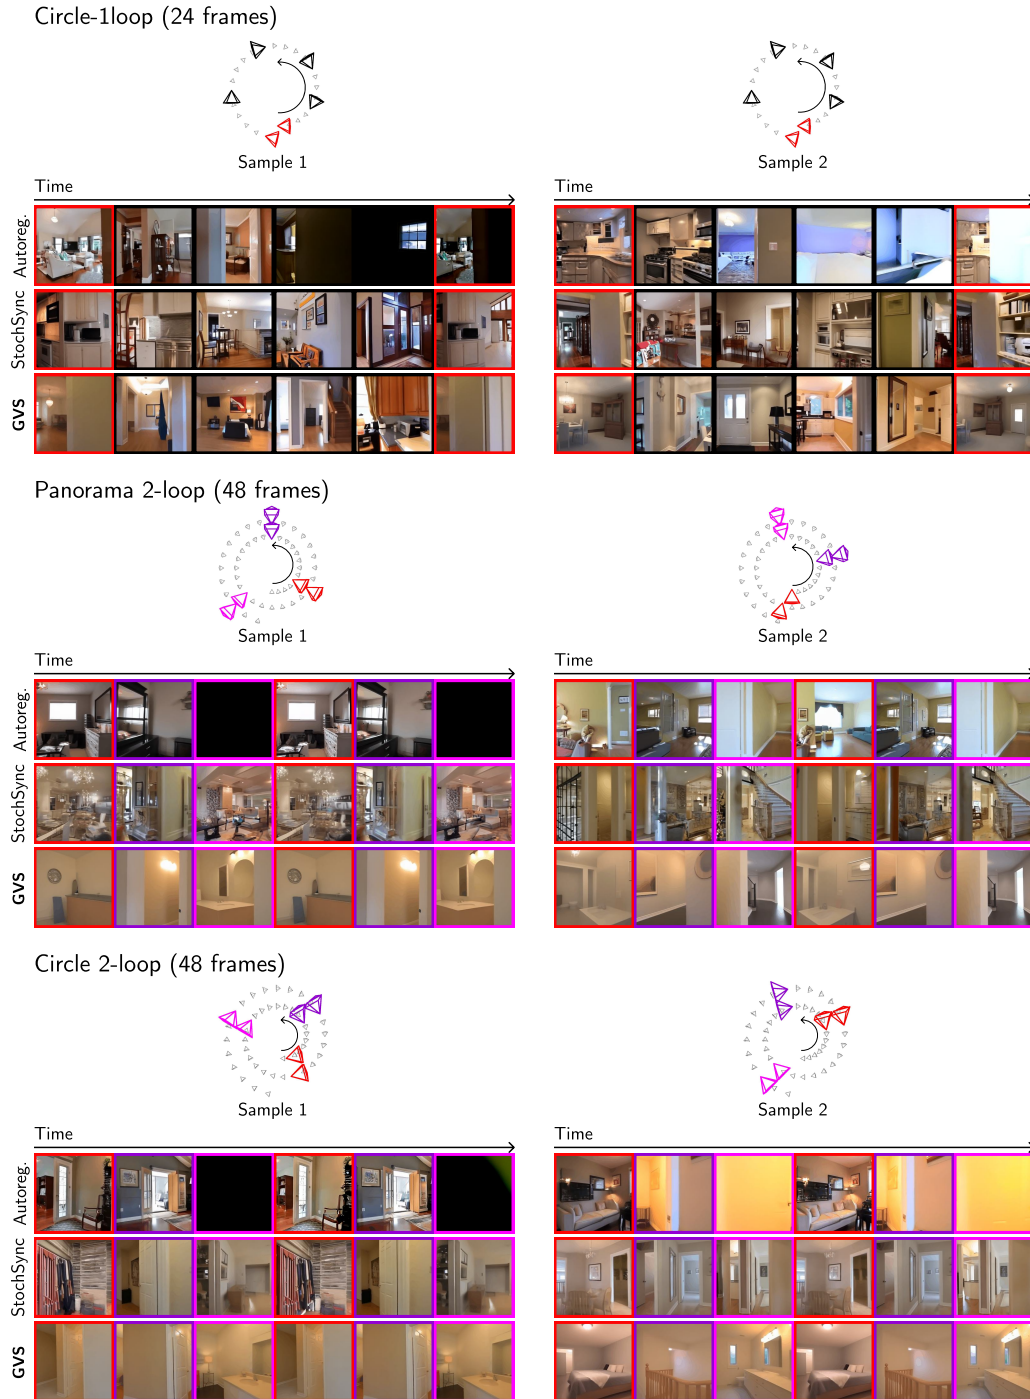 Circle-1loop (24 frames)
Sample 1
Sample 2
Time
Time
Autoreg.
StochSync
GVS
Panorama 2-loop (48 frames)
Sample 1
Sample 2
Time
Time
Autoreg.
StochSync
GVS
Circle 2-loop (48 frames)
Sample 1
Sample 2
Time
Time
Autoreg.
StochSync
GVS